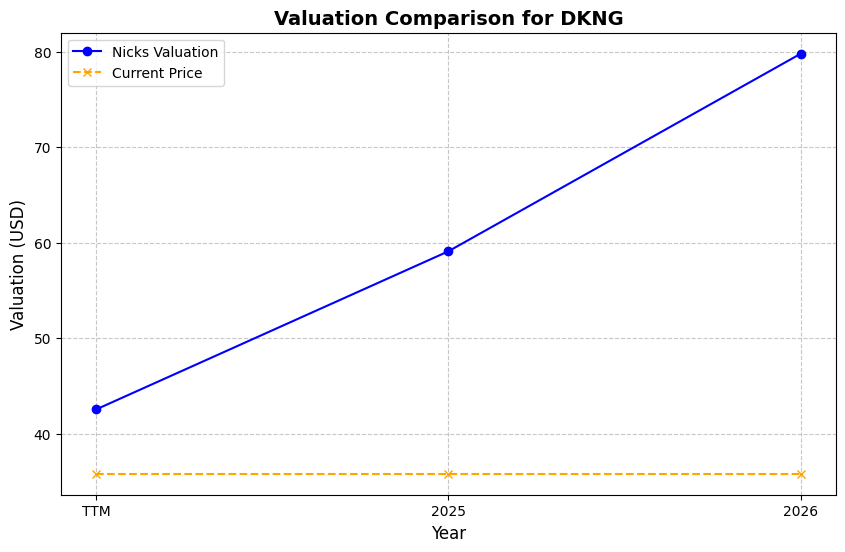 Valuation Comparison for DKNG
Nicks Valuation
Current Price
80
70
60
50
40
Valuation (USD)
TTM
2025
2026
Year